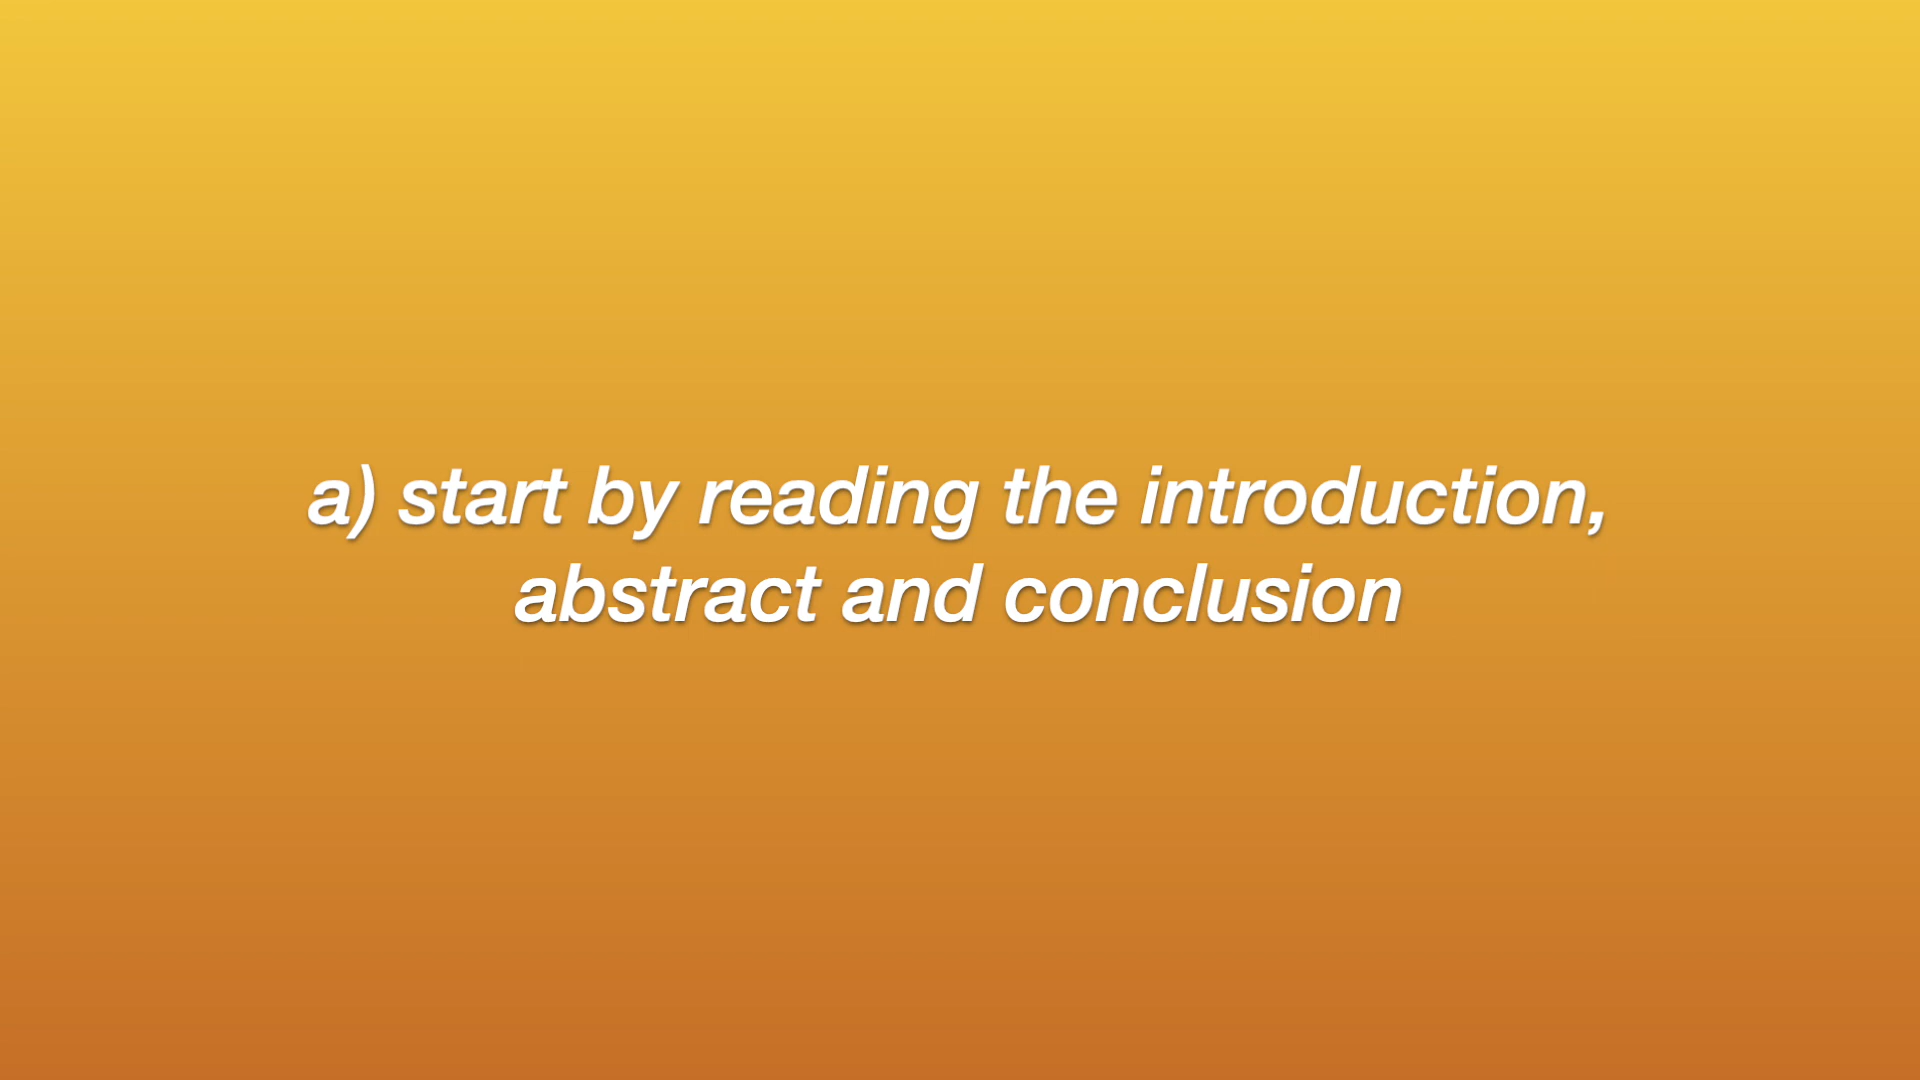 a) start by reading the introduction,
abstract and conclusion